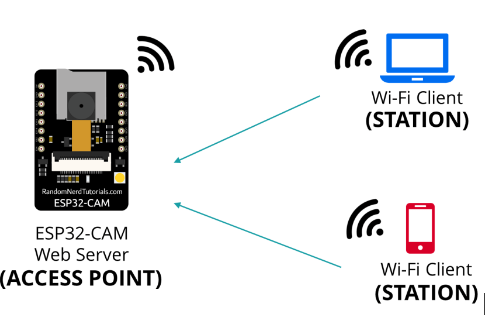 RandomNerdTutorials.com
ESP32-CAM
ESP32-CAM
Web Server
(ACCESS POINT)
Wi-Fi Client
(STATION)
Wi-Fi Client
(STATION)